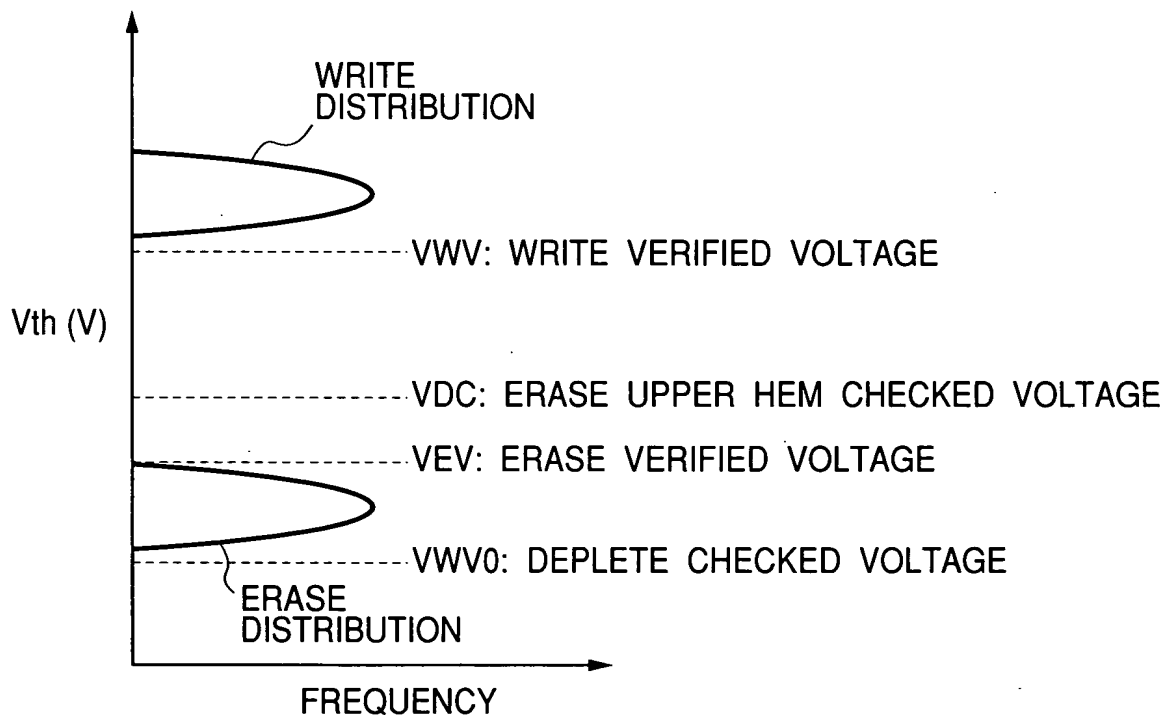 WRITE
DISTRIBUTION
VWV: WRITE VERIFIED VOLTAGE
Vth (V)
VDC: ERASE UPPER HEM CHECKED VOLTAGE
VEV: ERASE VERIFIED VOLTAGE
VWV0: DEPLETE CHECKED VOLTAGE
ERASE
DISTRIBUTION
FREQUENCY